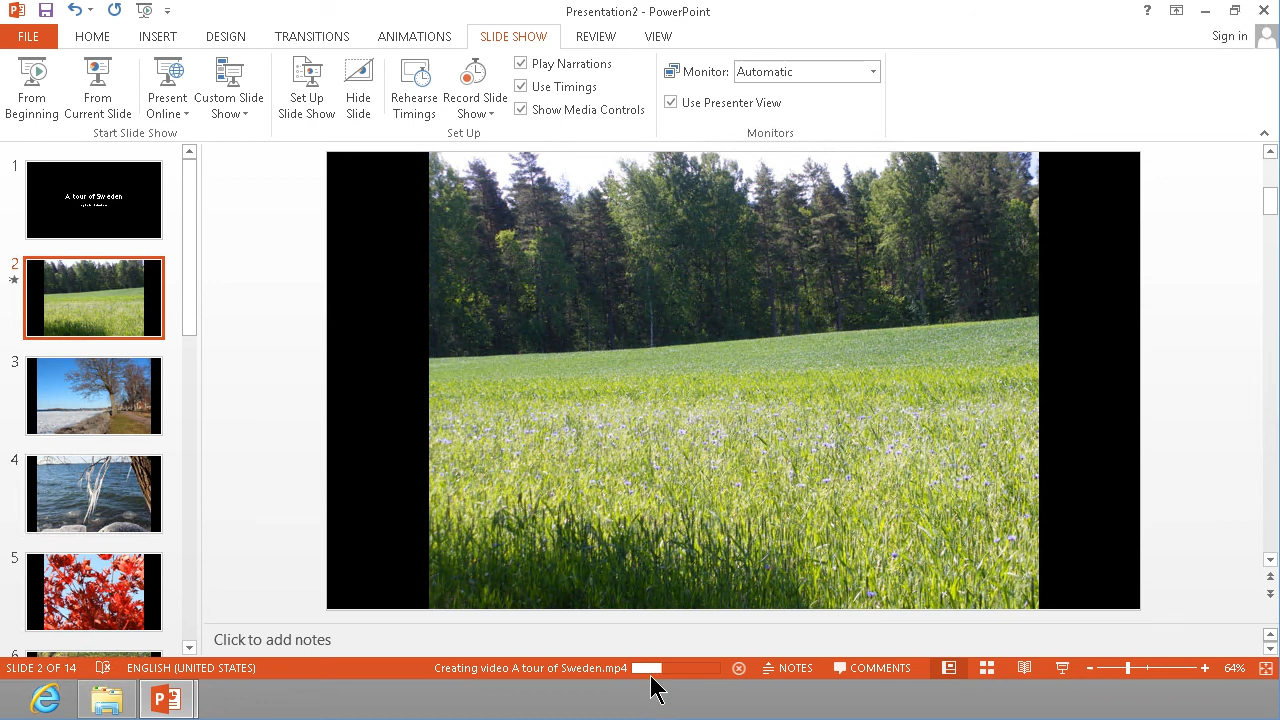 Presentation2 - PowerPoint
?
FILE HOME INSERT DESIGN TRANSITIONS ANIMATIONS SLIDE SHOW REVIEW VIEW Sign in
From Beginning
From Current Slide
Present Online
Custom Slide Show
Set Up Slide Show
Hide Slide
Rehearse Timings
Record Slide Show
Play Narrations
Use Timings
Show Media Controls
Monitor: Automatic
Use Presenter View
Start Slide Show
Set Up
Monitors
1
A tour of Sweden
2
3
4
5
6
Click to add notes
SLIDE 2 OF 14 ENGLISH (UNITED STATES) Creating video A tour of Sweden.mp4 NOTES COMMENTS 64%